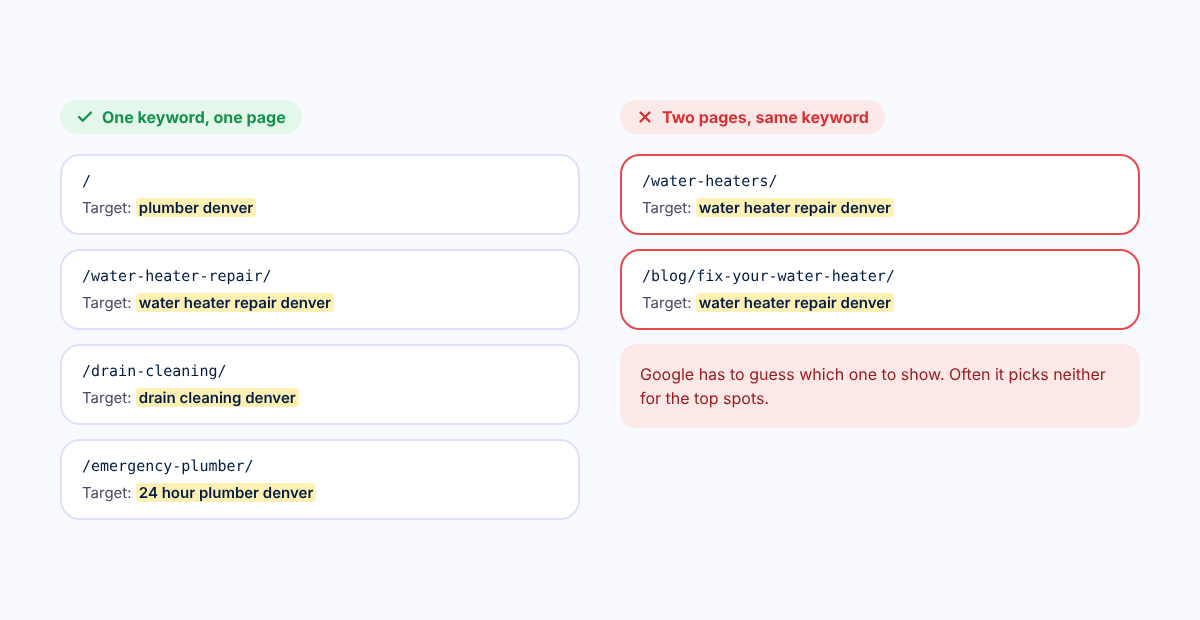 One keyword, one page
/
Target: plumber denver
/water-heater-repair/
Target: water heater repair denver
/drain-cleaning/
Target: drain cleaning denver
/emergency-plumber/
Target: 24 hour plumber denver
Two pages, same keyword
/water-heaters/
Target: water heater repair denver
/blog/fix-your-water-heater/
Target: water heater repair denver
Google has to guess which one to show. Often it picks neither
for the top spots.